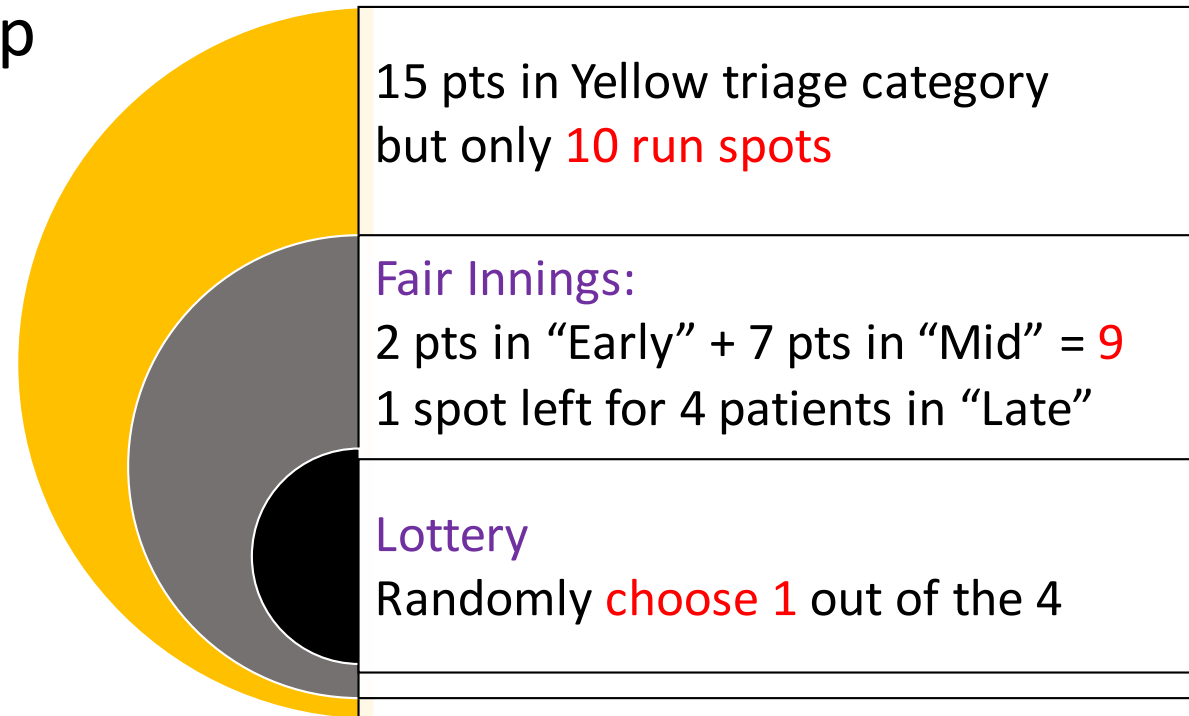 p
15 pts in Yellow triage category
but only 10 run spots
Fair Innings:
2 pts in “Early” + 7 pts in “Mid” = 9
1 spot left for 4 patients in “Late”
Lottery
Randomly choose 1 out of the 4